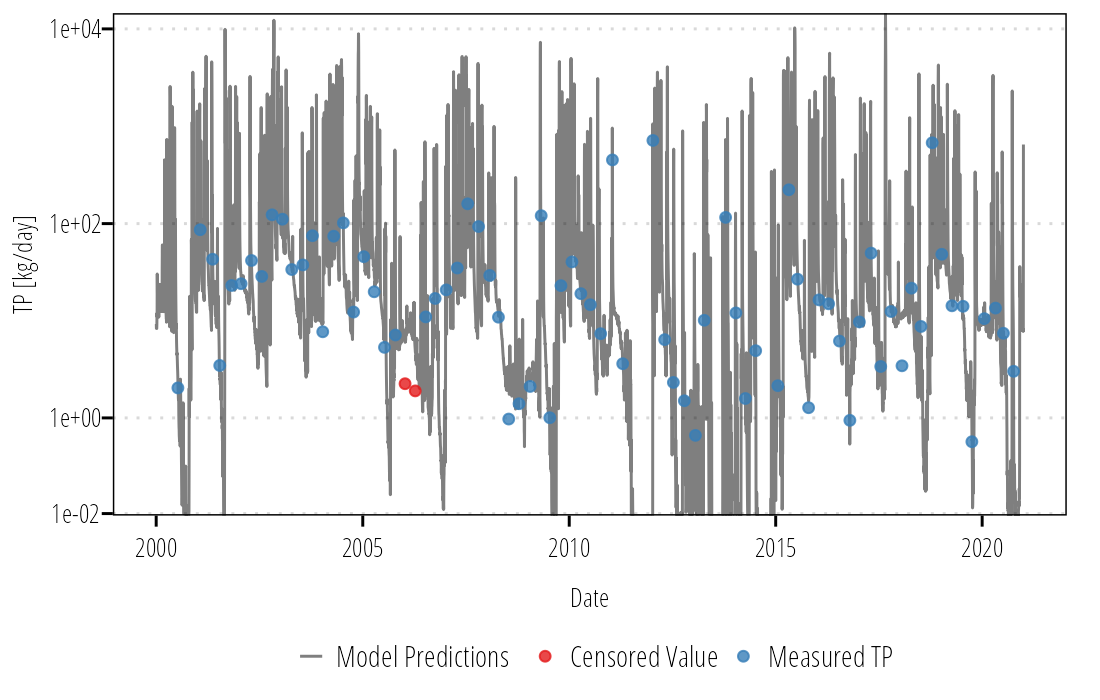 1e+04
1e+02
1e+00
1e-02
TP [kg/day]
2000 2005 2010 2015 2020
Date
Model Predictions Censored Value Measured TP